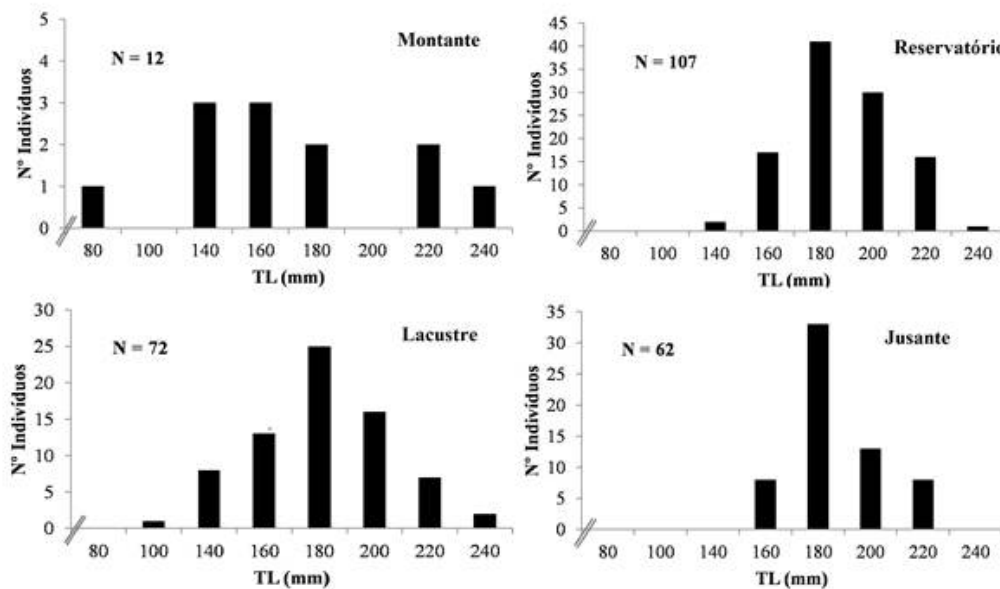 Montante
N = 12
Nº Indivíduos
5
4
3
2
1
0
80 100 140 160 180 200 220 240
TL (mm)
Reservatório
N = 107
Nº Indivíduos
45
40
35
30
25
20
15
10
5
0
80 100 140 160 180 200 220 240
TL (mm)
Lacustre
N = 72
Nº Indivíduos
30
25
20
15
10
5
0
80 100 140 160 180 200 220 240
TL (mm)
Jusante
N = 62
Nº Indivíduos
35
30
25
20
15
10
5
0
80 100 140 160 180 200 220 240
TL (mm)